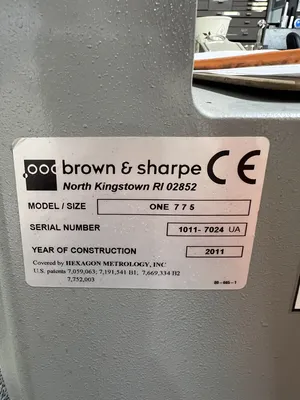 .000 brown & sharpe CE
North Kingstown RI 02852
MODEL / SIZE ONE 7 7 5
SERIAL NUMBER 1011- 7024 UA
YEAR OF CONSTRUCTION 2011
Covered by HEXAGON METROLOGY, INC
U.S. patents 7,059,063; 7,191,541 B1, 7,669,334 B2
7,752,003